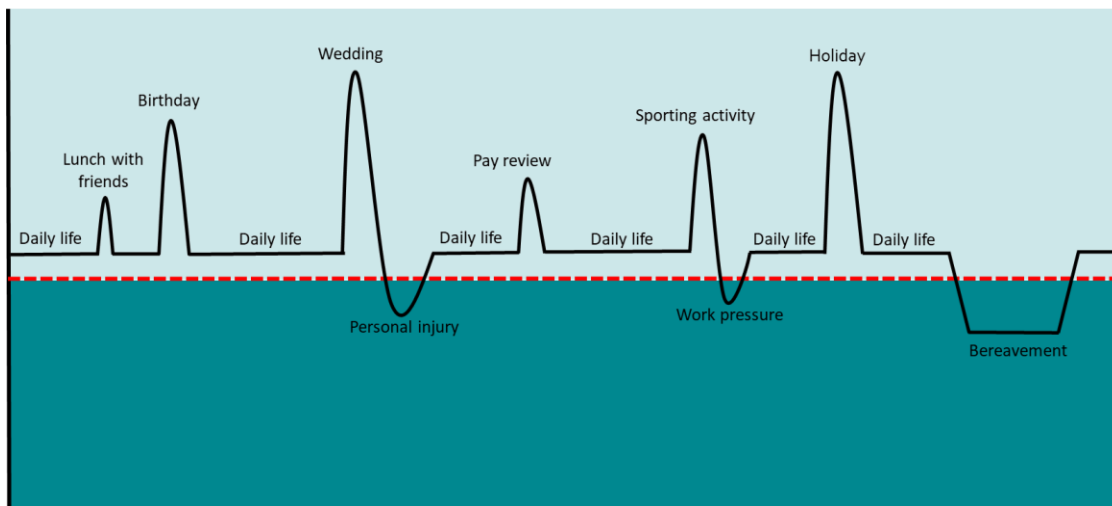 Wedding
Holiday
Birthday
Sporting activity
Lunch with
friends
Pay review
Daily life
Daily life
Daily life
Daily life
Daily life
Daily life
Personal injury
Work pressure
Bereavement